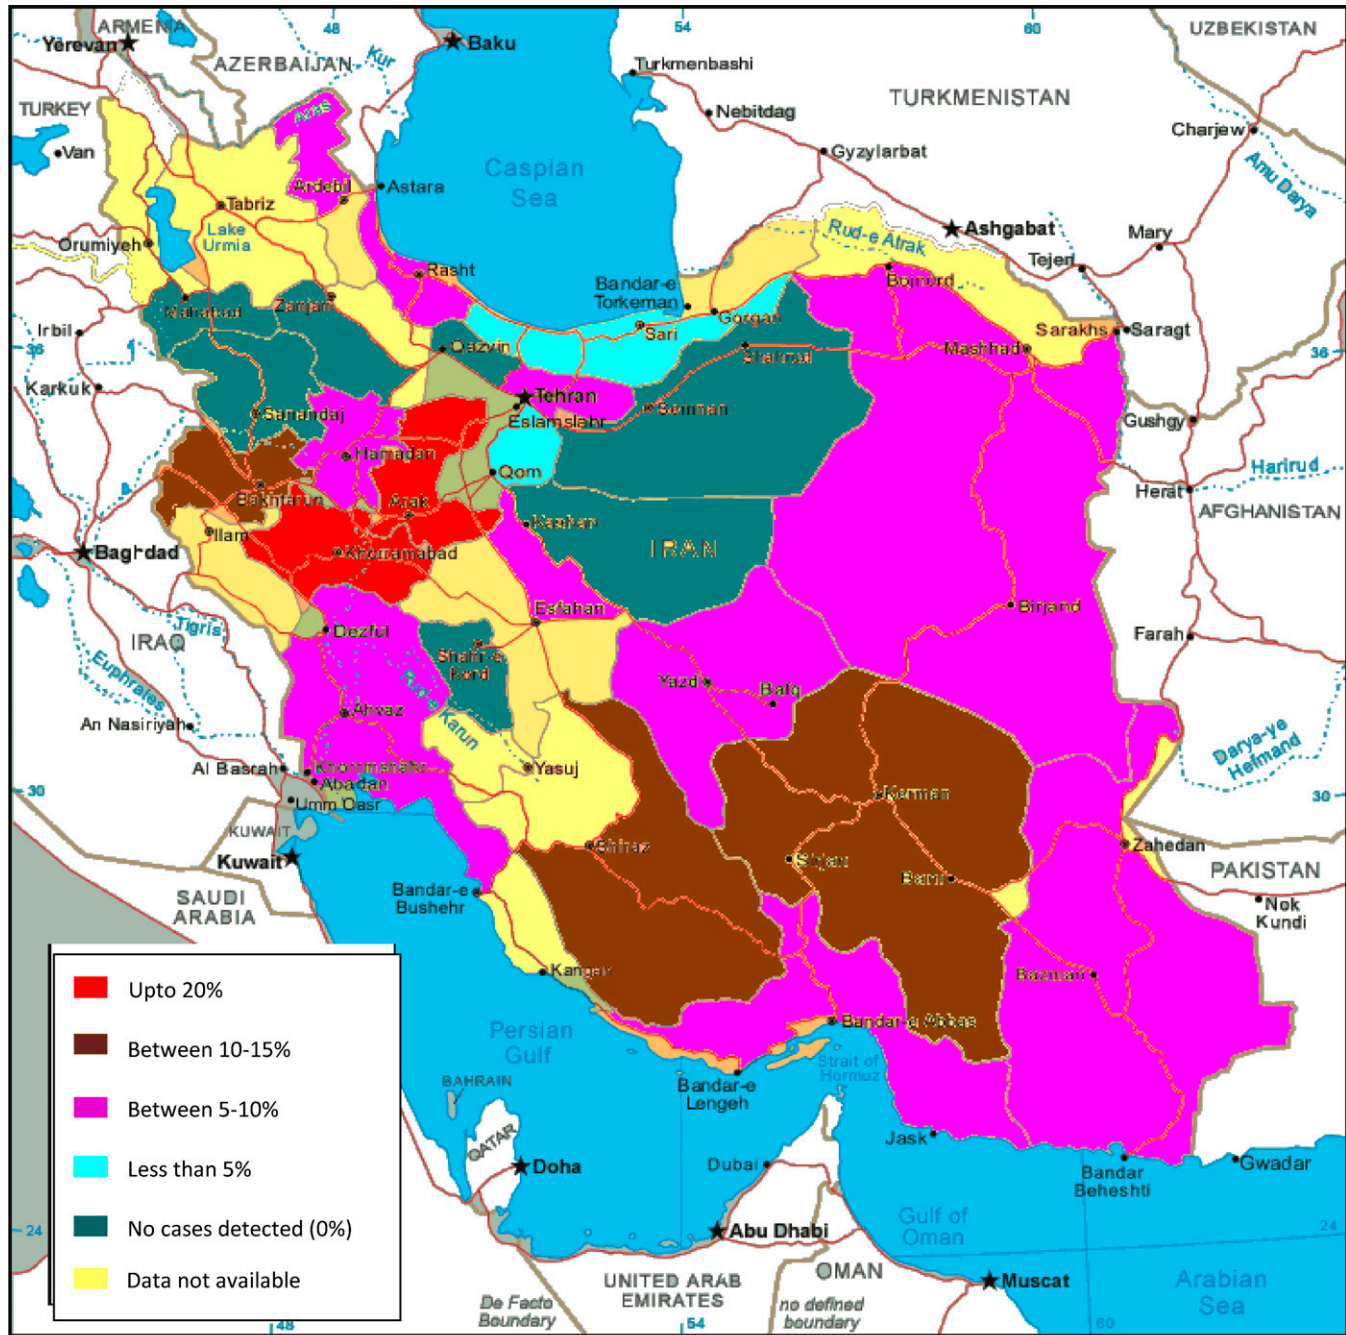 ARMENIA
Yerevan
48
Baku
54
60
UZBEKISTAN
AZERBAIJAN
Kur
Turkmenbashi
TURKMENISTAN
TURKEY
Aras
Nebitdag
Charjew
Van
Caspian
Sea
Gyzylarbat
Amu Darya
Ardebil
Astara
Tabriz
Lake
Urmia
Orumiyeh
Rud-e Atrak
Ashgabat
Mary
Tejen
Rasht
Bandar-e
Torkeman
Bojnurd
Mahabad
Zanjan
Gorgan
Sari
Sarakhs
Saragt
Irbil
36
Qazvin
Shahrud
Mashhad
36
Karkuk
Tehran
Eslamslahr
Semnan
Sanandaj
Gushgy
Hamadan
Qom
Harirud
Bakhtarun
Arak
Herat
AFGHANISTAN
Kashan
Ilam
Baghdad
Khorramabad
IRAN
Esfahan
Birjand
Tigris
Dezful
IRAQ
Farah
Shahr-e
Kord
Euphrates
Yazd
Bafq
Rud-e Karun
Ahvaz
An Nasiriyah
Darya-ye
Helmand
Al Basrah
Khorrmshahr
Abadan
Yasuj
30
Umm Qasr
Kerman
30
KUWAIT
Shiraz
Sirjan
Zahedan
Kuwait
PAKISTAN
Bam
Bandar-e
Bushehr
SAUDI
ARABIA
Nok
Kundi
Kangan
Bazman
Upto 20%
Persian
Gulf
Bandar-e Abbas
Between 10-15%
Strait of
Hormuz
BAHRAIN
Bandar-e
Lengeh
Between 5-10%
QATAR
Jask
Less than 5%
Doha
Dubai
Bandar
Beheshti
Gwadar
24
No cases detected (0%)
Abu Dhabi
Gulf of
Oman
24
Data not available
UNITED ARAB
EMIRATES
OMAN
Muscat
Arabian
Sea
De Facto
Boundary
no defined
boundary
48
54
60